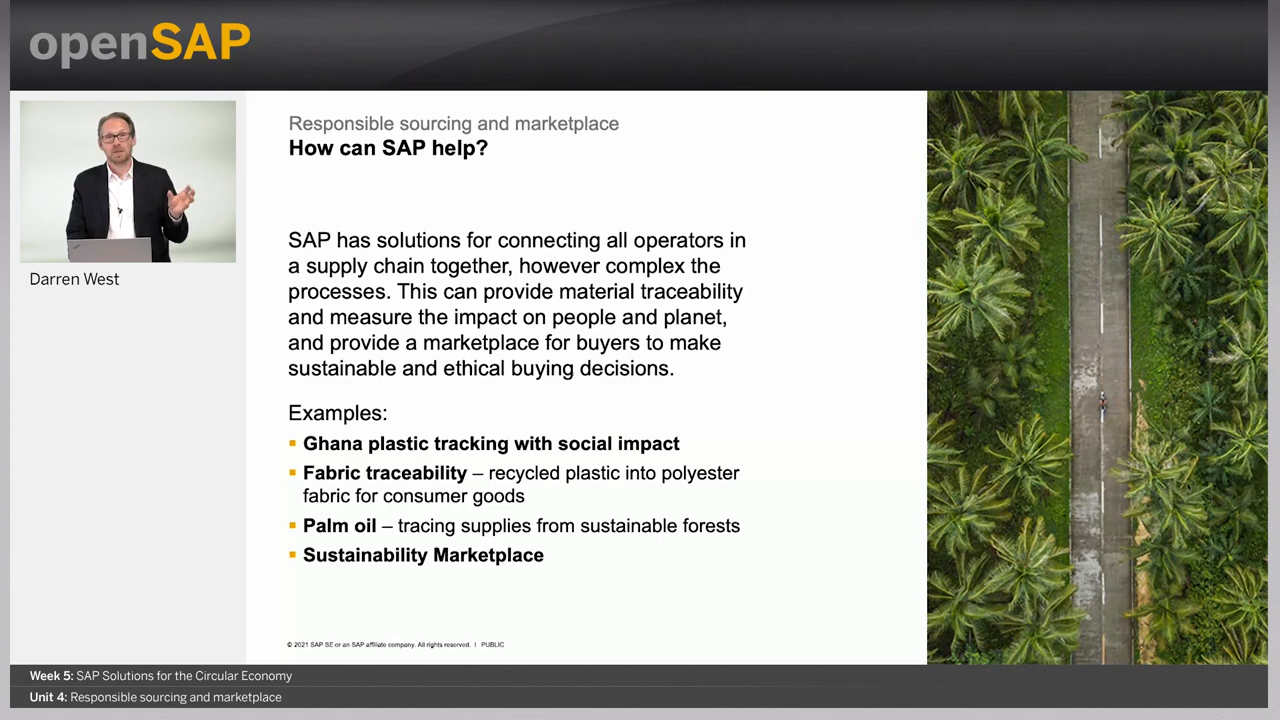 openSAP
Darren West
Responsible sourcing and marketplace
How can SAP help?
SAP has solutions for connecting all operators in
a supply chain together, however complex the
processes. This can provide material traceability
and measure the impact on people and planet,
and provide a marketplace for buyers to make
sustainable and ethical buying decisions.
Examples:
▪ Ghana plastic tracking with social impact
▪ Fabric traceability – recycled plastic into polyester
fabric for consumer goods
▪ Palm oil – tracing supplies from sustainable forests
▪ Sustainability Marketplace
© 2021 SAP SE or an SAP affiliate company. All rights reserved. I PUBLIC
Week 5: SAP Solutions for the Circular Economy
Unit 4: Responsible sourcing and marketplace